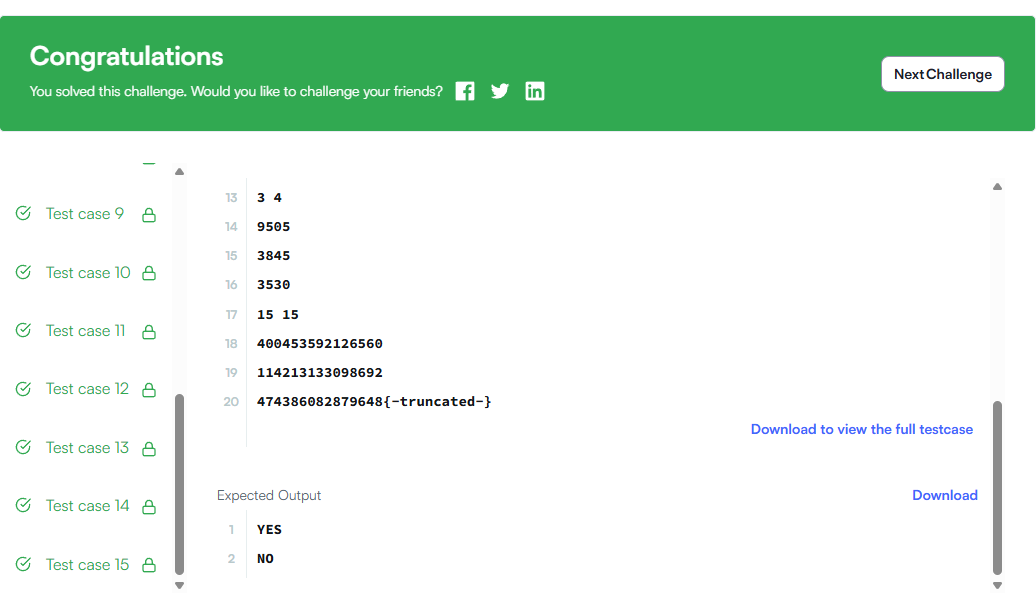 Congratulations
You solved this challenge. Would you like to challenge your friends?
Next Challenge
Test case 9
Test case 10
Test case 11
Test case 12
Test case 13
Test case 14
Test case 15
13 3 4
14 9505
15 3845
16 3530
17 15 15
18 400453592126560
19 114213133098692
20 474386082879648{-truncated-}
Download to view the full testcase
Expected Output
Download
1 YES
2 NO